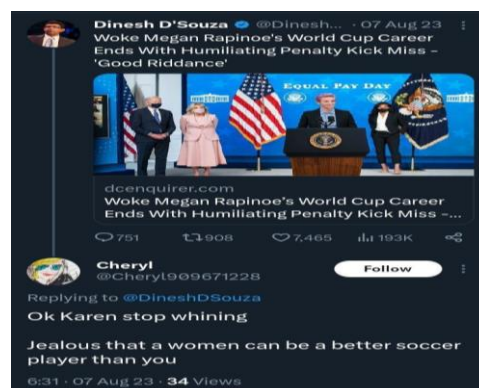 Dinesh D'Souza @Dinesh... · 07 Aug 23
Woke Megan Rapinoe's World Cup Career
Ends With Humiliating Penalty Kick Miss –
'Good Riddance'
EQUAL PAY DAY
dcenquirer.com
Woke Megan Rapinoe's World Cup Career
Ends With Humiliating Penalty Kick Miss –...
751 908 7,465 193K
Cheryl
@Cheryl909671228
Follow
Replying to @DineshDSouza
Ok Karen stop whining
Jealous that a women can be a better soccer
player than you
6:31 · 07 Aug 23 · 34 Views